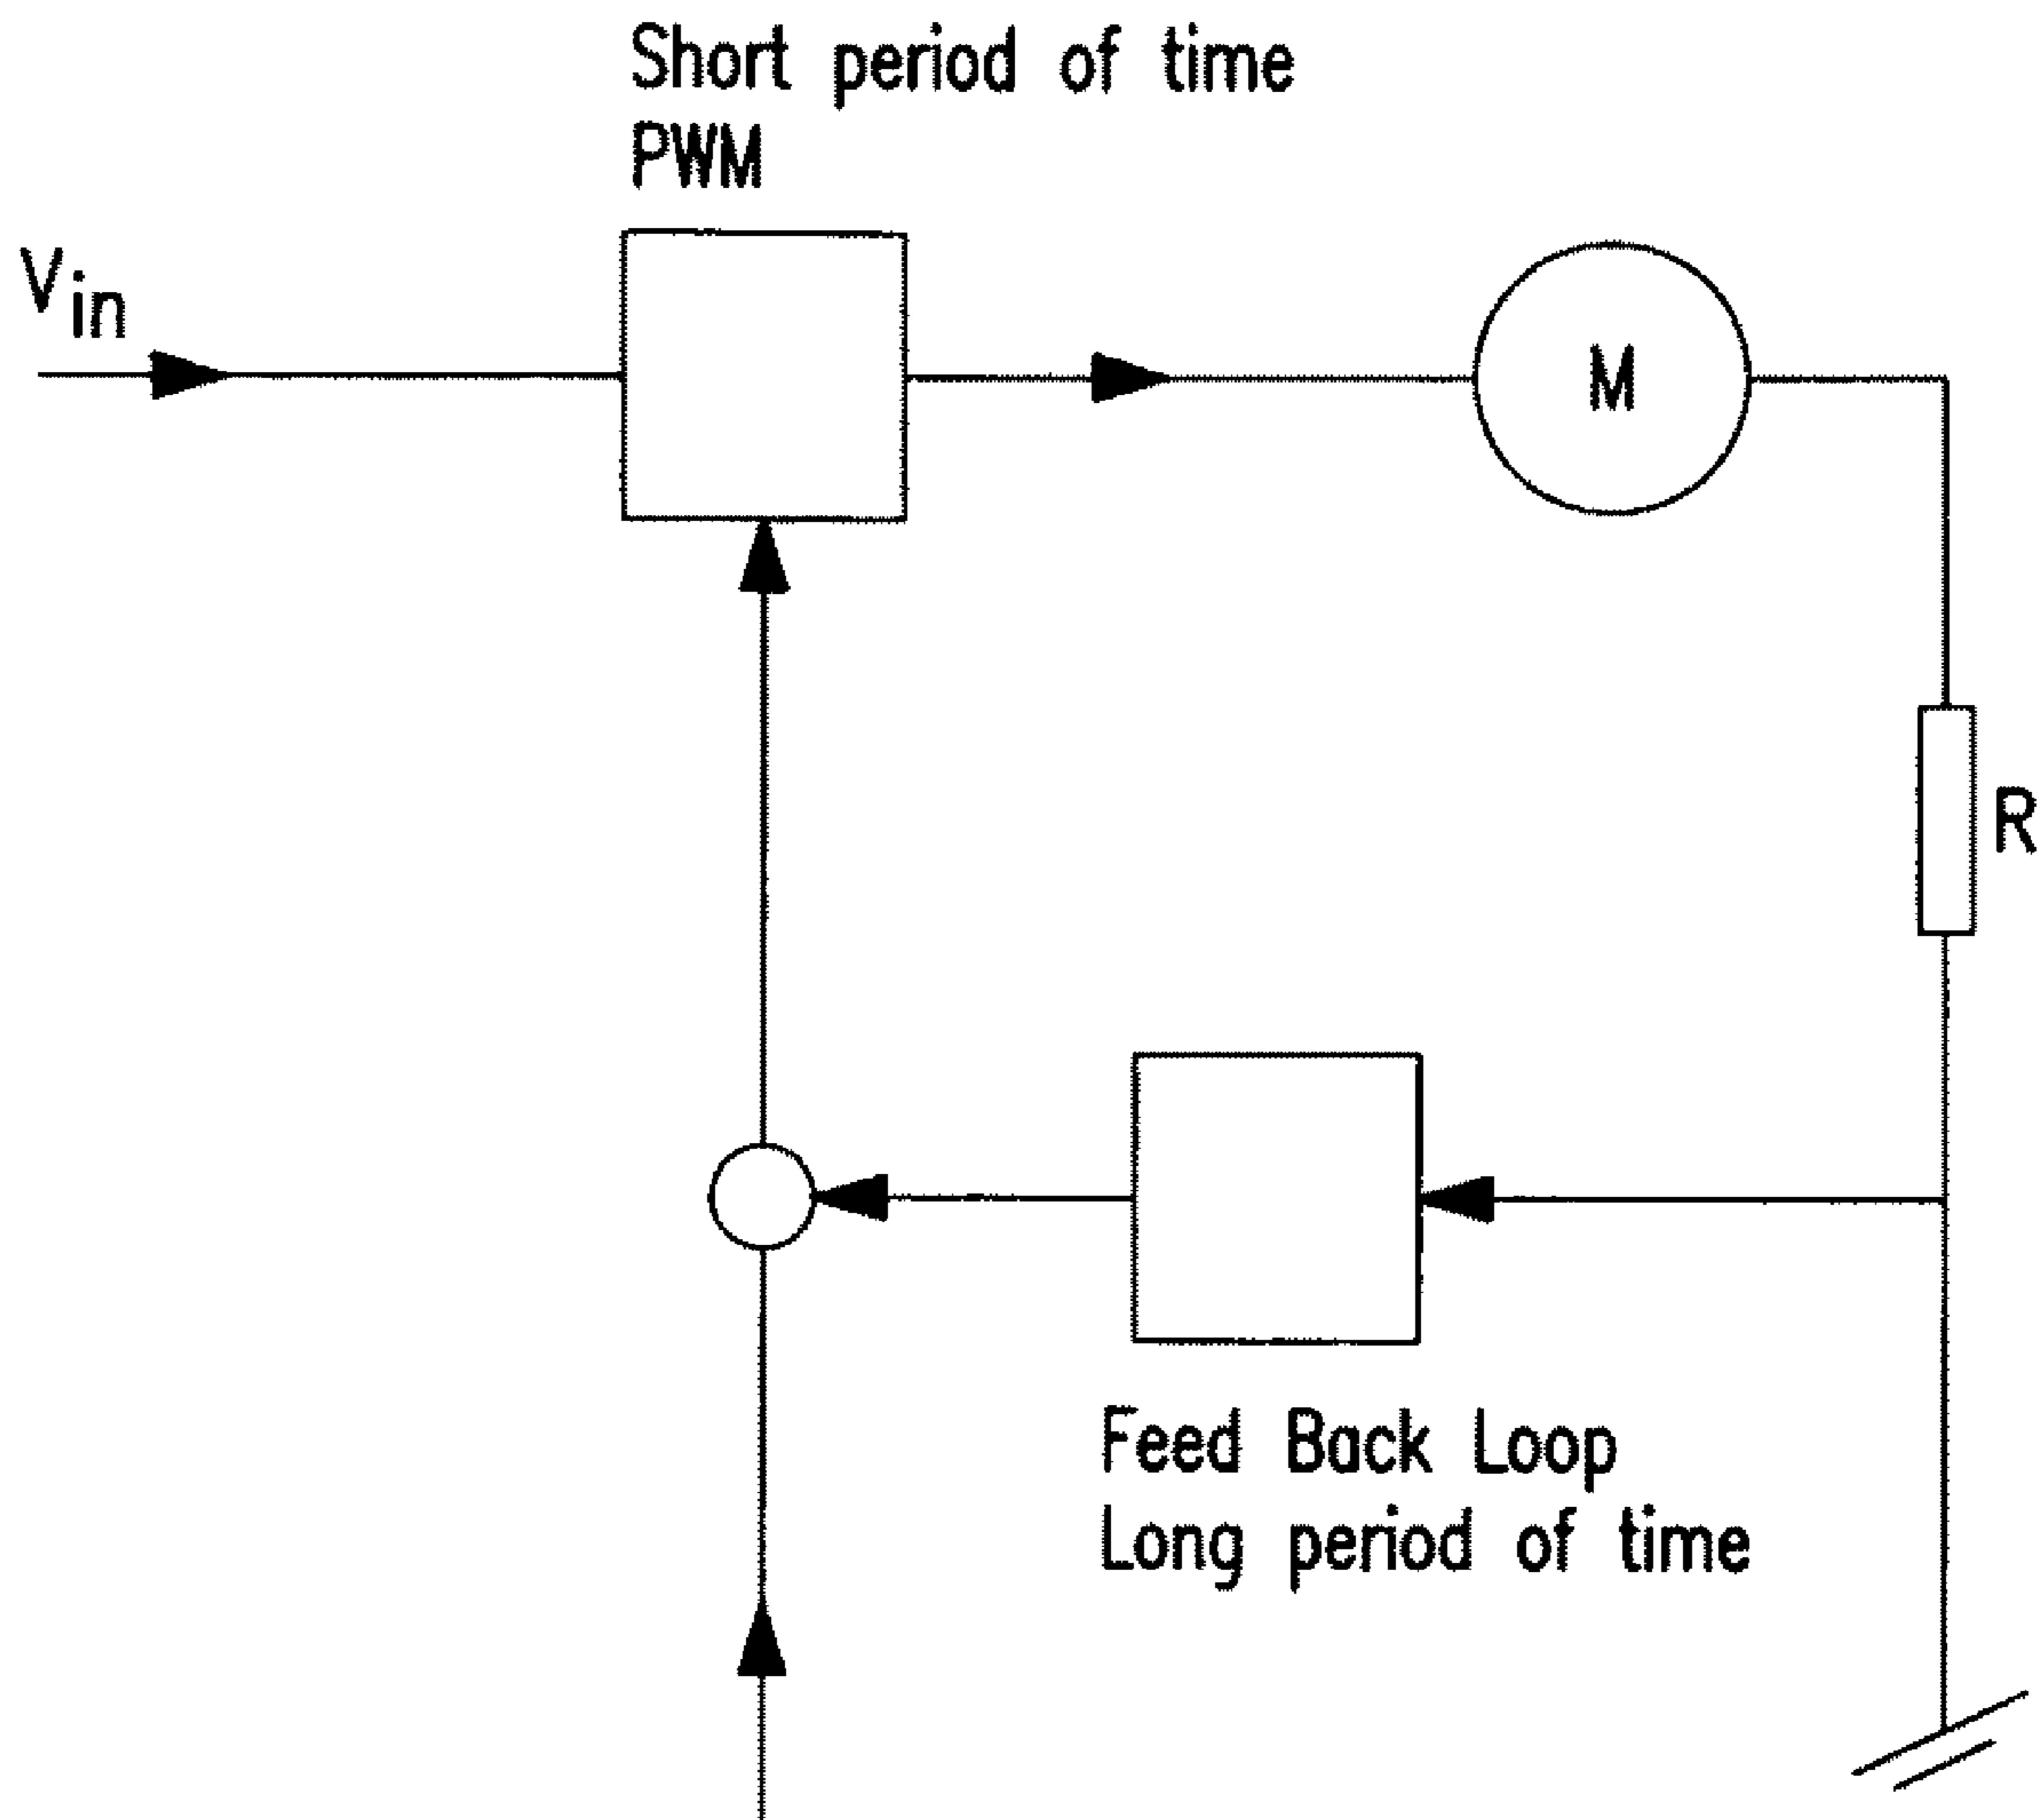 Short period of time
PWM
Vin
M
R
Feed Back Loop
Long period of time